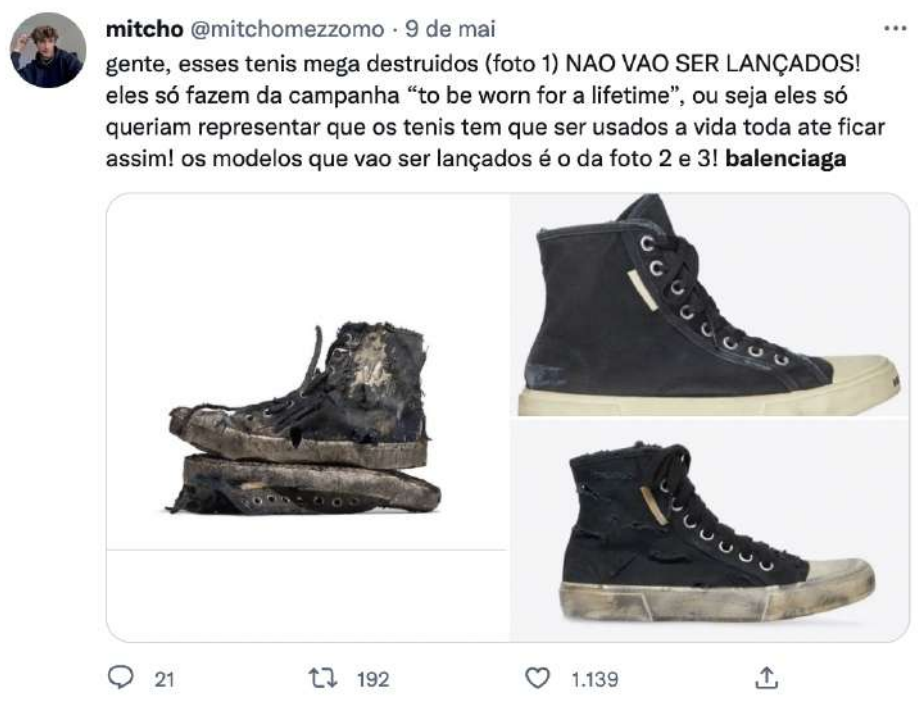 mitcho @mitchomezzomo · 9 de mai
gente, esses tenis mega destruidos (foto 1) NAO VAO SER LANÇADOS!
eles só fazem da campanha “to be worn for a lifetime”, ou seja eles só
queriam representar que os tenis tem que ser usados a vida toda ate ficar
assim! os modelos que vao ser lançados é o da foto 2 e 3! balenciaga
21 192 1.139